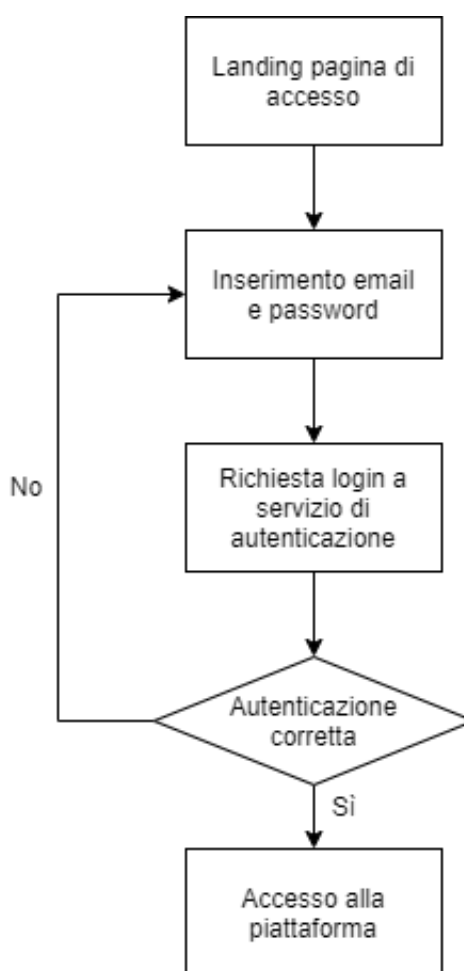 Landing pagina di
accesso
Inserimento email
e password
No
Richiesta login a
servizio di
autenticazione
Autenticazione
corretta
Sì
Accesso alla
piattaforma